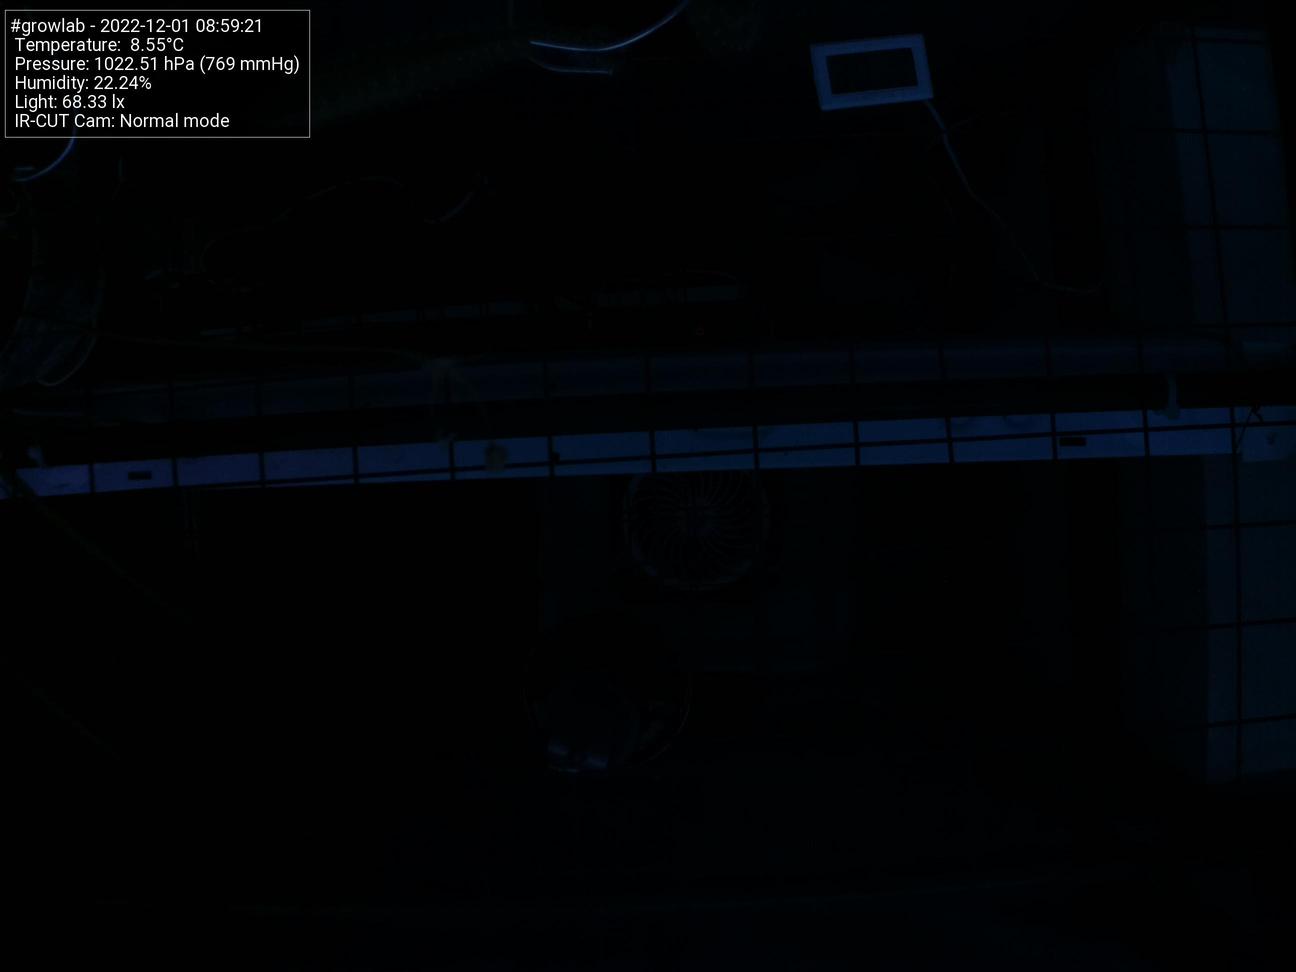 #growlab - 2022-12-01 08:59:21
Temperature: 8.55°C
Pressure: 1022.51 hPa (769 mmHg)
Humidity: 22.24%
Light: 68.33 lx
IR-CUT Cam: Normal mode